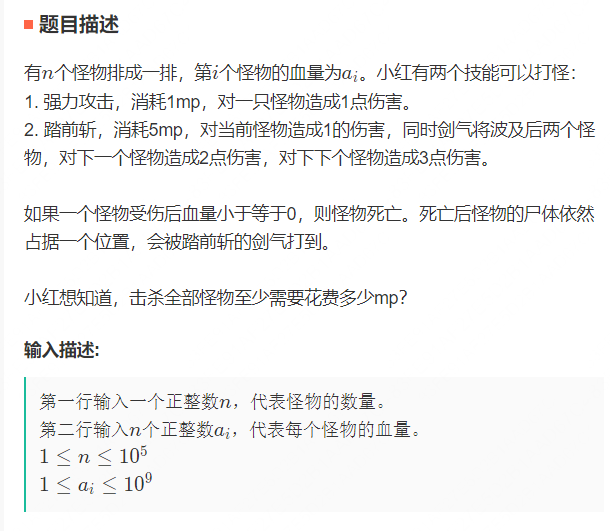 题目描述
有n个怪物排成一排，第i个怪物的血量为aᵢ。小红有两个技能可以打怪：
1. 强力攻击，消耗1mp，对一只怪物造成1点伤害。
2. 踏前斩，消耗5mp，对当前怪物造成1的伤害，同时剑气将波及后两个怪
物，对下一个怪物造成2点伤害，对下下个怪物造成3点伤害。
如果一个怪物受伤后血量小于等于0，则怪物死亡。死亡后怪物的尸体依然
占据一个位置，会被踏前斩的剑气打到。
小红想知道，击杀全部怪物至少需要花费多少mp？
输入描述:
第一行输入一个正整数n，代表怪物的数量。
第二行输入n个正整数aᵢ，代表每个怪物的血量。
1 ≤ n ≤ 10⁵
1 ≤ aᵢ ≤ 10⁹